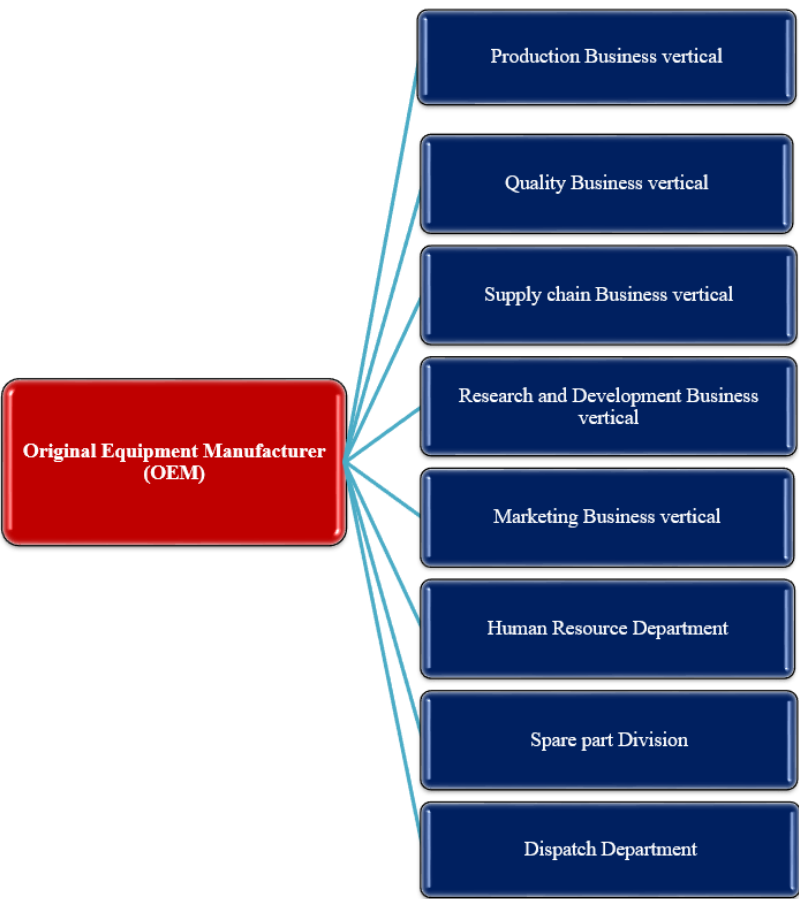 Production Business vertical
Quality Business vertical
Supply chain Business vertical
Research and Development Business
vertical
Original Equipment Manufacturer
(OEM)
Marketing Business vertical
Human Resource Department
Spare part Division
Dispatch Department